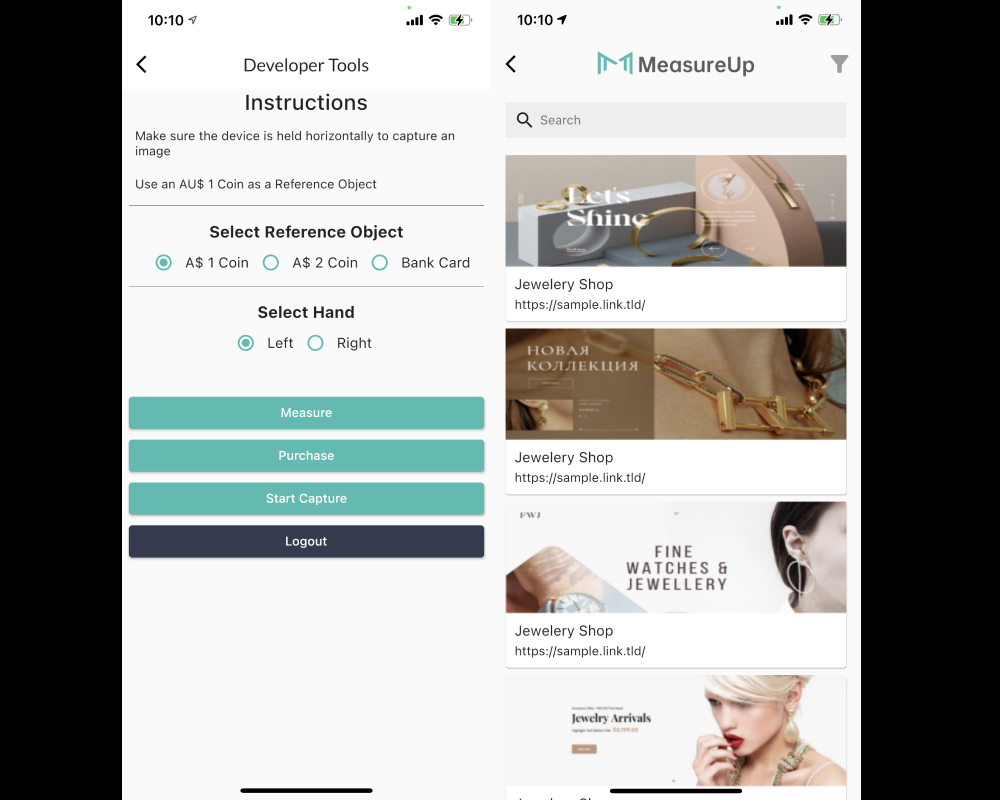 10:10
Developer Tools
Instructions
Make sure the device is held horizontally to capture an
image
Use an AU$ 1 Coin as a Reference Object
Select Reference Object
A$ 1 Coin
A$ 2 Coin
Bank Card
Select Hand
Left
Right
Measure
Purchase
Start Capture
Logout
10:10
MeasureUp
Search
Let's
Shine
Jewelery Shop
https://sample.link.tld/
НОВАЯ
КОЛЛЕКЦИЯ
Jewelery Shop
https://sample.link.tld/
FWJ
FINE
WATCHES &
JEWELLERY
Jewelery Shop
https://sample.link.tld/
Jewelry Arrivals
$2,999.00